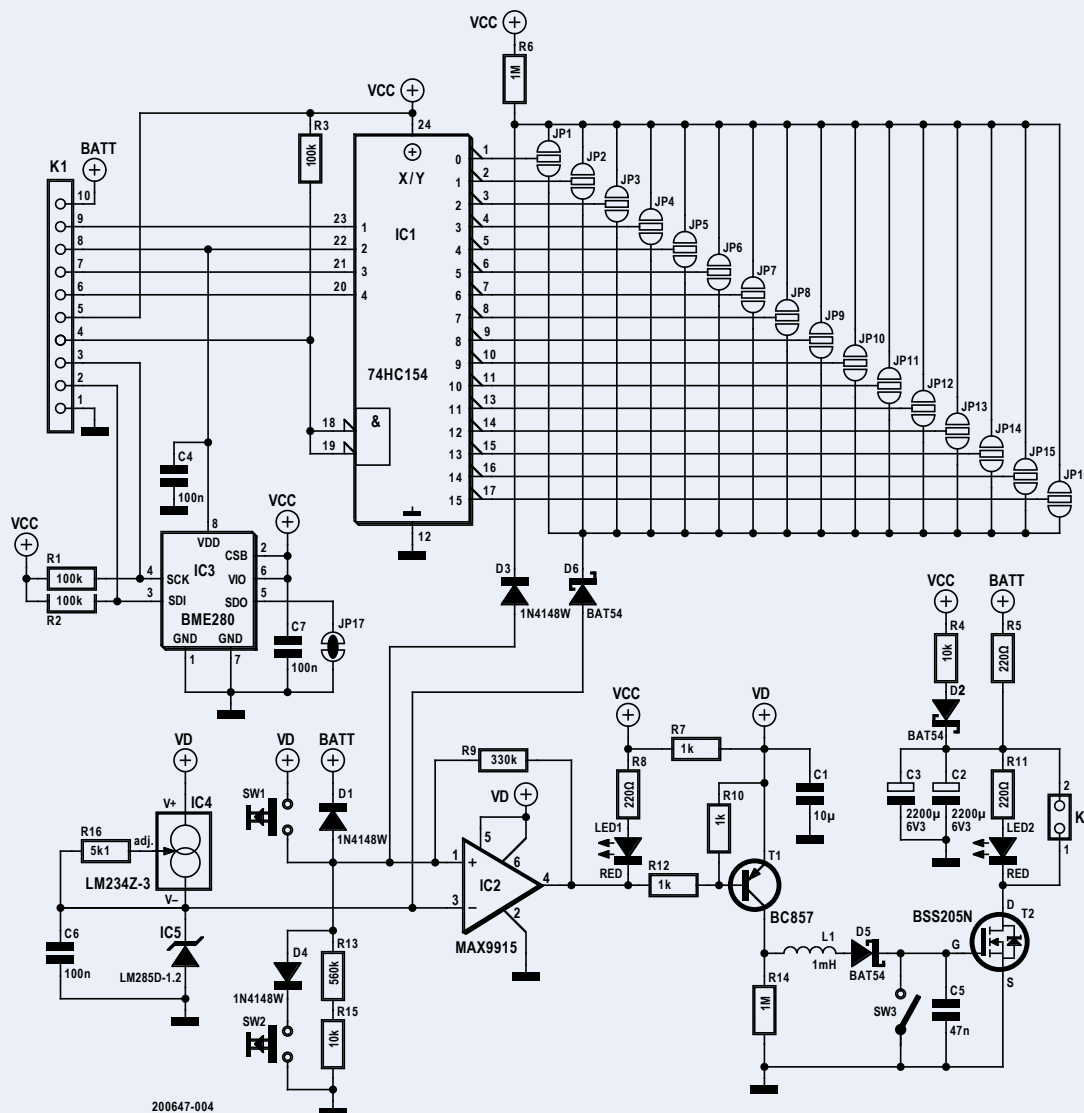 VCC
R6
1M
VCC
24
R3
100k
BATT
K1
10
9
8
7
6
5
4
3
2
1
X/Y
IC1
74HC154
&
23
22
21
20
1
2
3
4
18
19
12
0
1
2
3
4
5
6
7
8
9
10
11
12
13
14
15
1
2
3
4
5
6
7
8
9
10
11
13
14
15
16
17
JP1
JP2
JP3
JP4
JP5
JP6
JP7
JP8
JP9
JP10
JP11
JP12
JP13
JP14
JP15
JP1
C4
100n
VCC
R1
100k
100k
R2
4
3
8
VDD
SCK
IC3
SDI
BME280
GND
GND
1
7
CSB
VIO
SDO
2
6
5
VCC
C7
100n
JP17
D3
1N4148W
D6
BAT54
VD
V+
IC4
R16
5k1
adj.
LM234Z-3
V–
C6
100n
IC5
LM285D-1.2
VD
SW1
BATT
D1
1N4148W
R9
330k
VD
5
6
1
+
3
–
IC2
4
2
MAX9915
D4
1N4148W
SW2
R13
560k
R15
10k
VCC
R7
1k
VD
R8
220Ω
LED1
RED
R10
1k
C1
10µ
R12
1k
T1
BC857
L1
1mH
D5
BAT54
R14
1M
SW3
C5
47n
VCC
BATT
R4
10k
R5
220Ω
D2
BAT54
C3
2200µ
6V3
C2
2200µ
6V3
R11
220Ω
LED2
RED
2
K
1
BSS205N
D
T2
G
S
200647-004